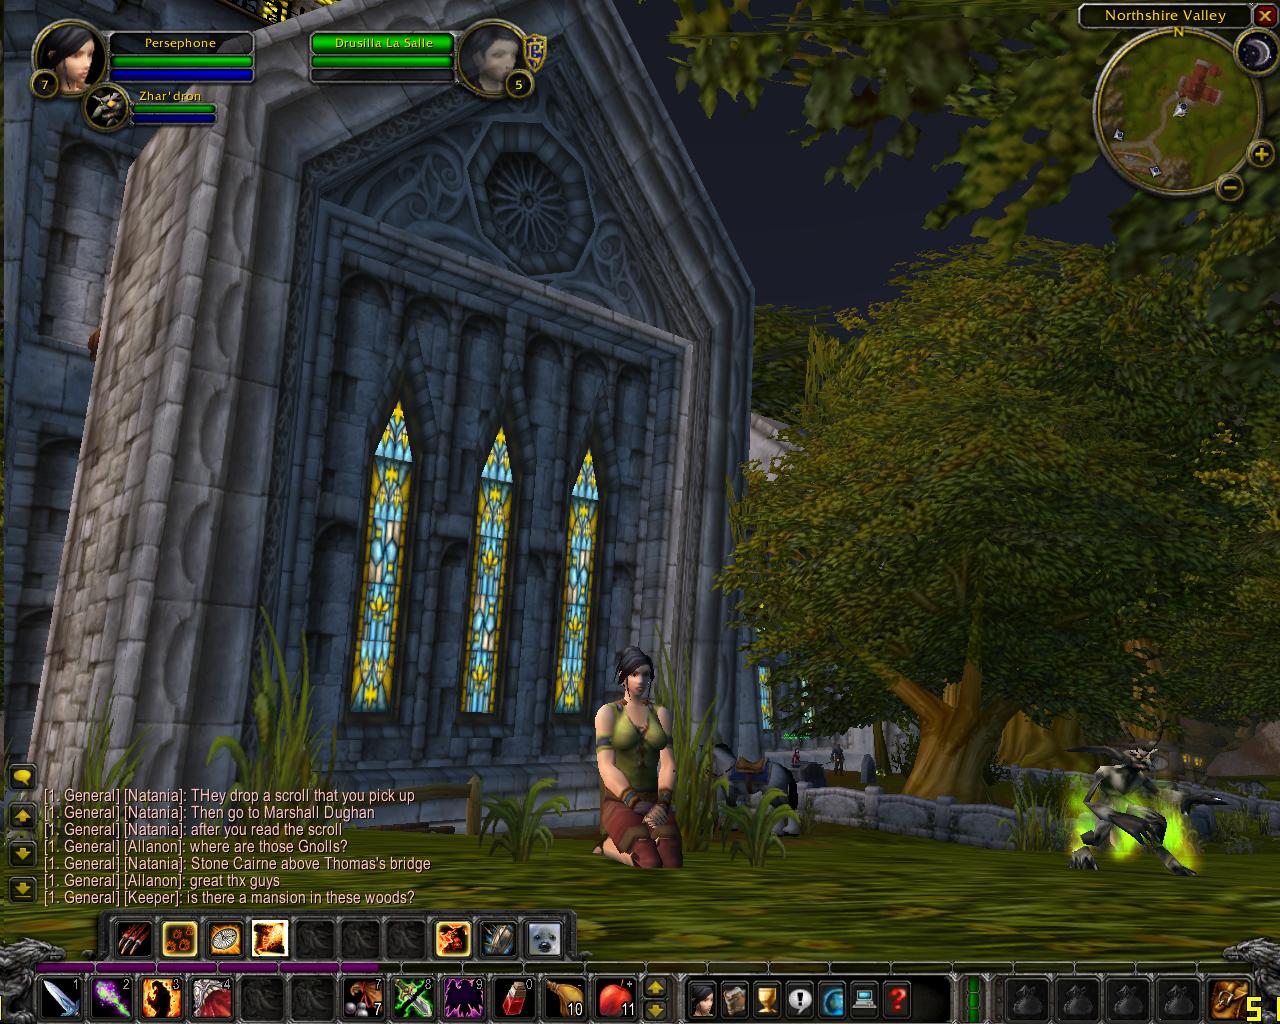 Northshire Valley
N
Persephone
Drusilla La Salle
7
5
Zhar'dron
[1. General] [Natania]: THey drop a scroll that you pick up
[1. General] [Natania]: Then go to Marshall Dughan
[1. General] [Natania]: after you read the scroll
[1. General] [Allanon]: where are those Gnolls?
[1. General] [Natania]: Stone Cairne above Thomas's bridge
[1. General] [Allanon]: great thx guys
[1. General] [Keeper]: is there a mansion in these woods?
1 2 3 4 7 8 9 0 - +
7 10 11
?
51